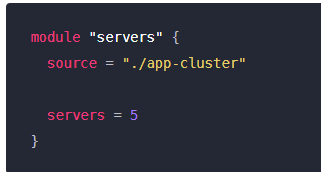 module "servers" {
  source = "./app-cluster"

  servers = 5
}